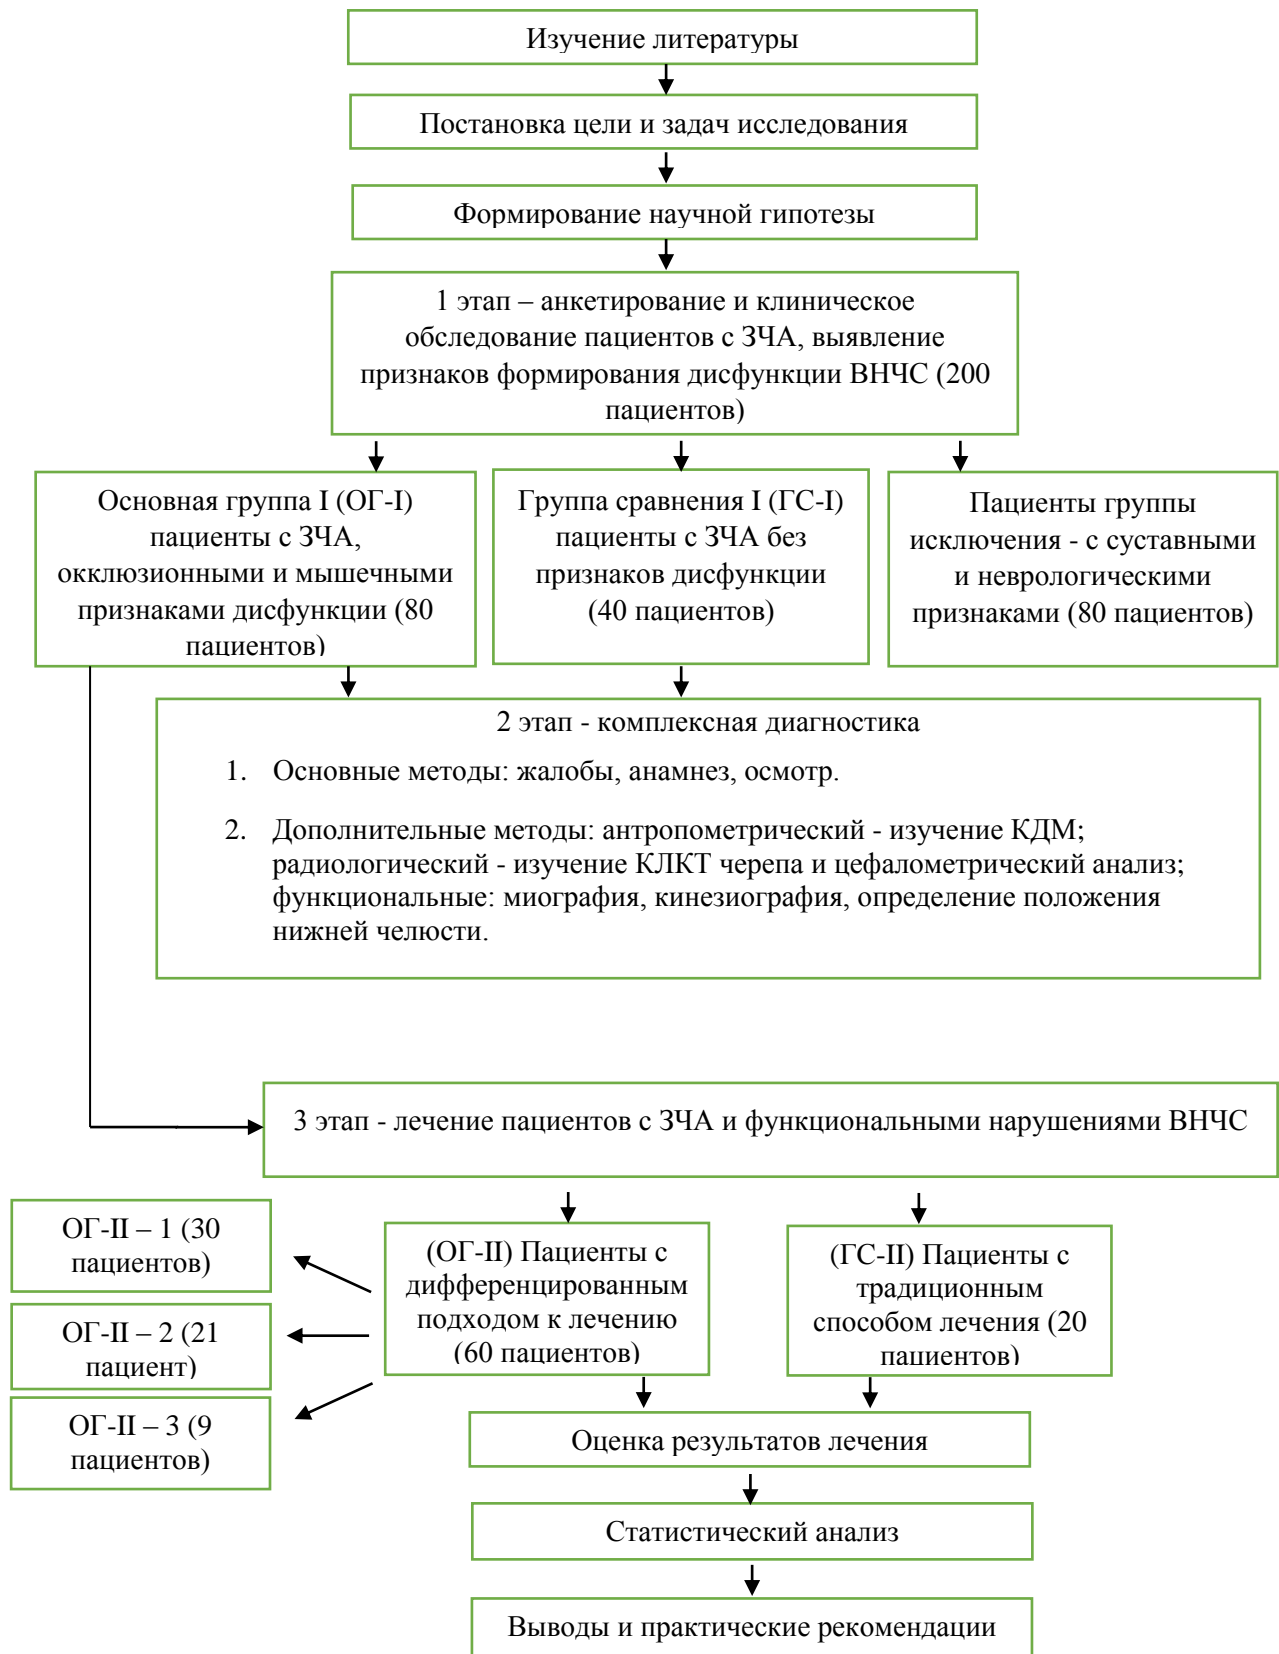 Изучение литературы
Постановка цели и задач исследования
Формирование научной гипотезы
1 этап – анкетирование и клиническое
обследование пациентов с ЗЧА, выявление
признаков формирования дисфункции ВНЧС (200
пациентов)
Основная группа I (ОГ-I)
пациенты с ЗЧА,
окклюзионными и мышечными
признаками дисфункции (80
пациентов)
Группа сравнения I (ГС-I)
пациенты с ЗЧА без
признаков дисфункции
(40 пациентов)
Пациенты группы
исключения - с суставными
и неврологическими
признаками (80 пациентов)
2 этап - комплексная диагностика
1. Основные методы: жалобы, анамнез, осмотр.
2. Дополнительные методы: антропометрический - изучение КДМ;
радиологический - изучение КЛКТ черепа и цефалометрический анализ;
функциональные: миография, кинезиография, определение положения
нижней челюсти.
3 этап - лечение пациентов с ЗЧА и функциональными нарушениями ВНЧС
ОГ-II – 1 (30
пациентов)
ОГ-II – 2 (21
пациент)
ОГ-II – 3 (9
пациентов)
(ОГ-II) Пациенты с
дифференцированным
подходом к лечению
(60 пациентов)
(ГС-II) Пациенты с
традиционным
способом лечения (20
пациентов)
Оценка результатов лечения
Статистический анализ
Выводы и практические рекомендации